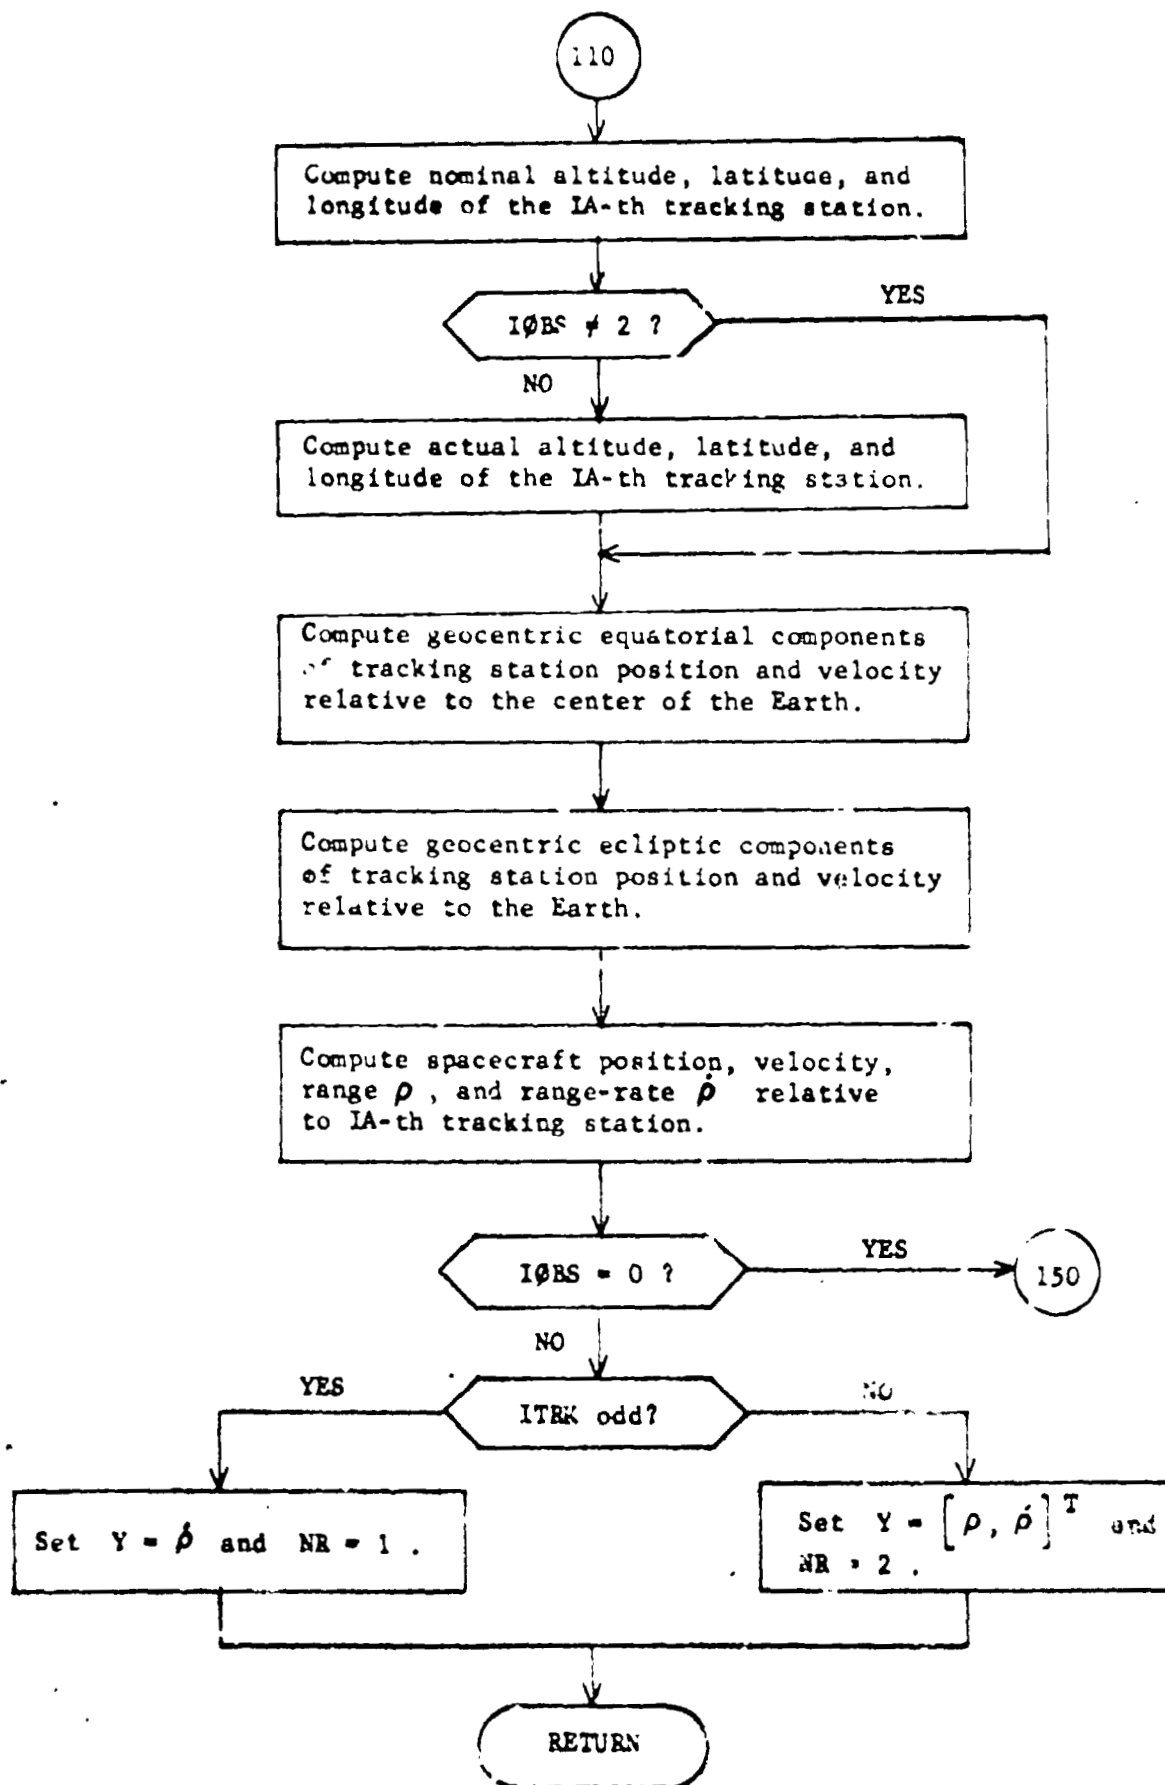 110
Compute nominal altitude, latitude, and
longitude of the IA-th tracking station.
IØBS ≠ 2 ?
YES
NO
Compute actual altitude, latitude, and
longitude of the IA-th tracking station.
Compute geocentric equatorial components
of tracking station position and velocity
relative to the center of the Earth.
Compute geocentric ecliptic components
of tracking station position and velocity
relative to the Earth.
Compute spacecraft position, velocity,
range ρ , and range-rate ρ̇ relative
to IA-th tracking station.
IØBS = 0 ?
YES
150
NO
ITRK odd?
YES
NO
Set Y = ρ̇ and NR = 1 .
Set Y = [ρ, ρ̇]ᵀ and
NR = 2 .
RETURN